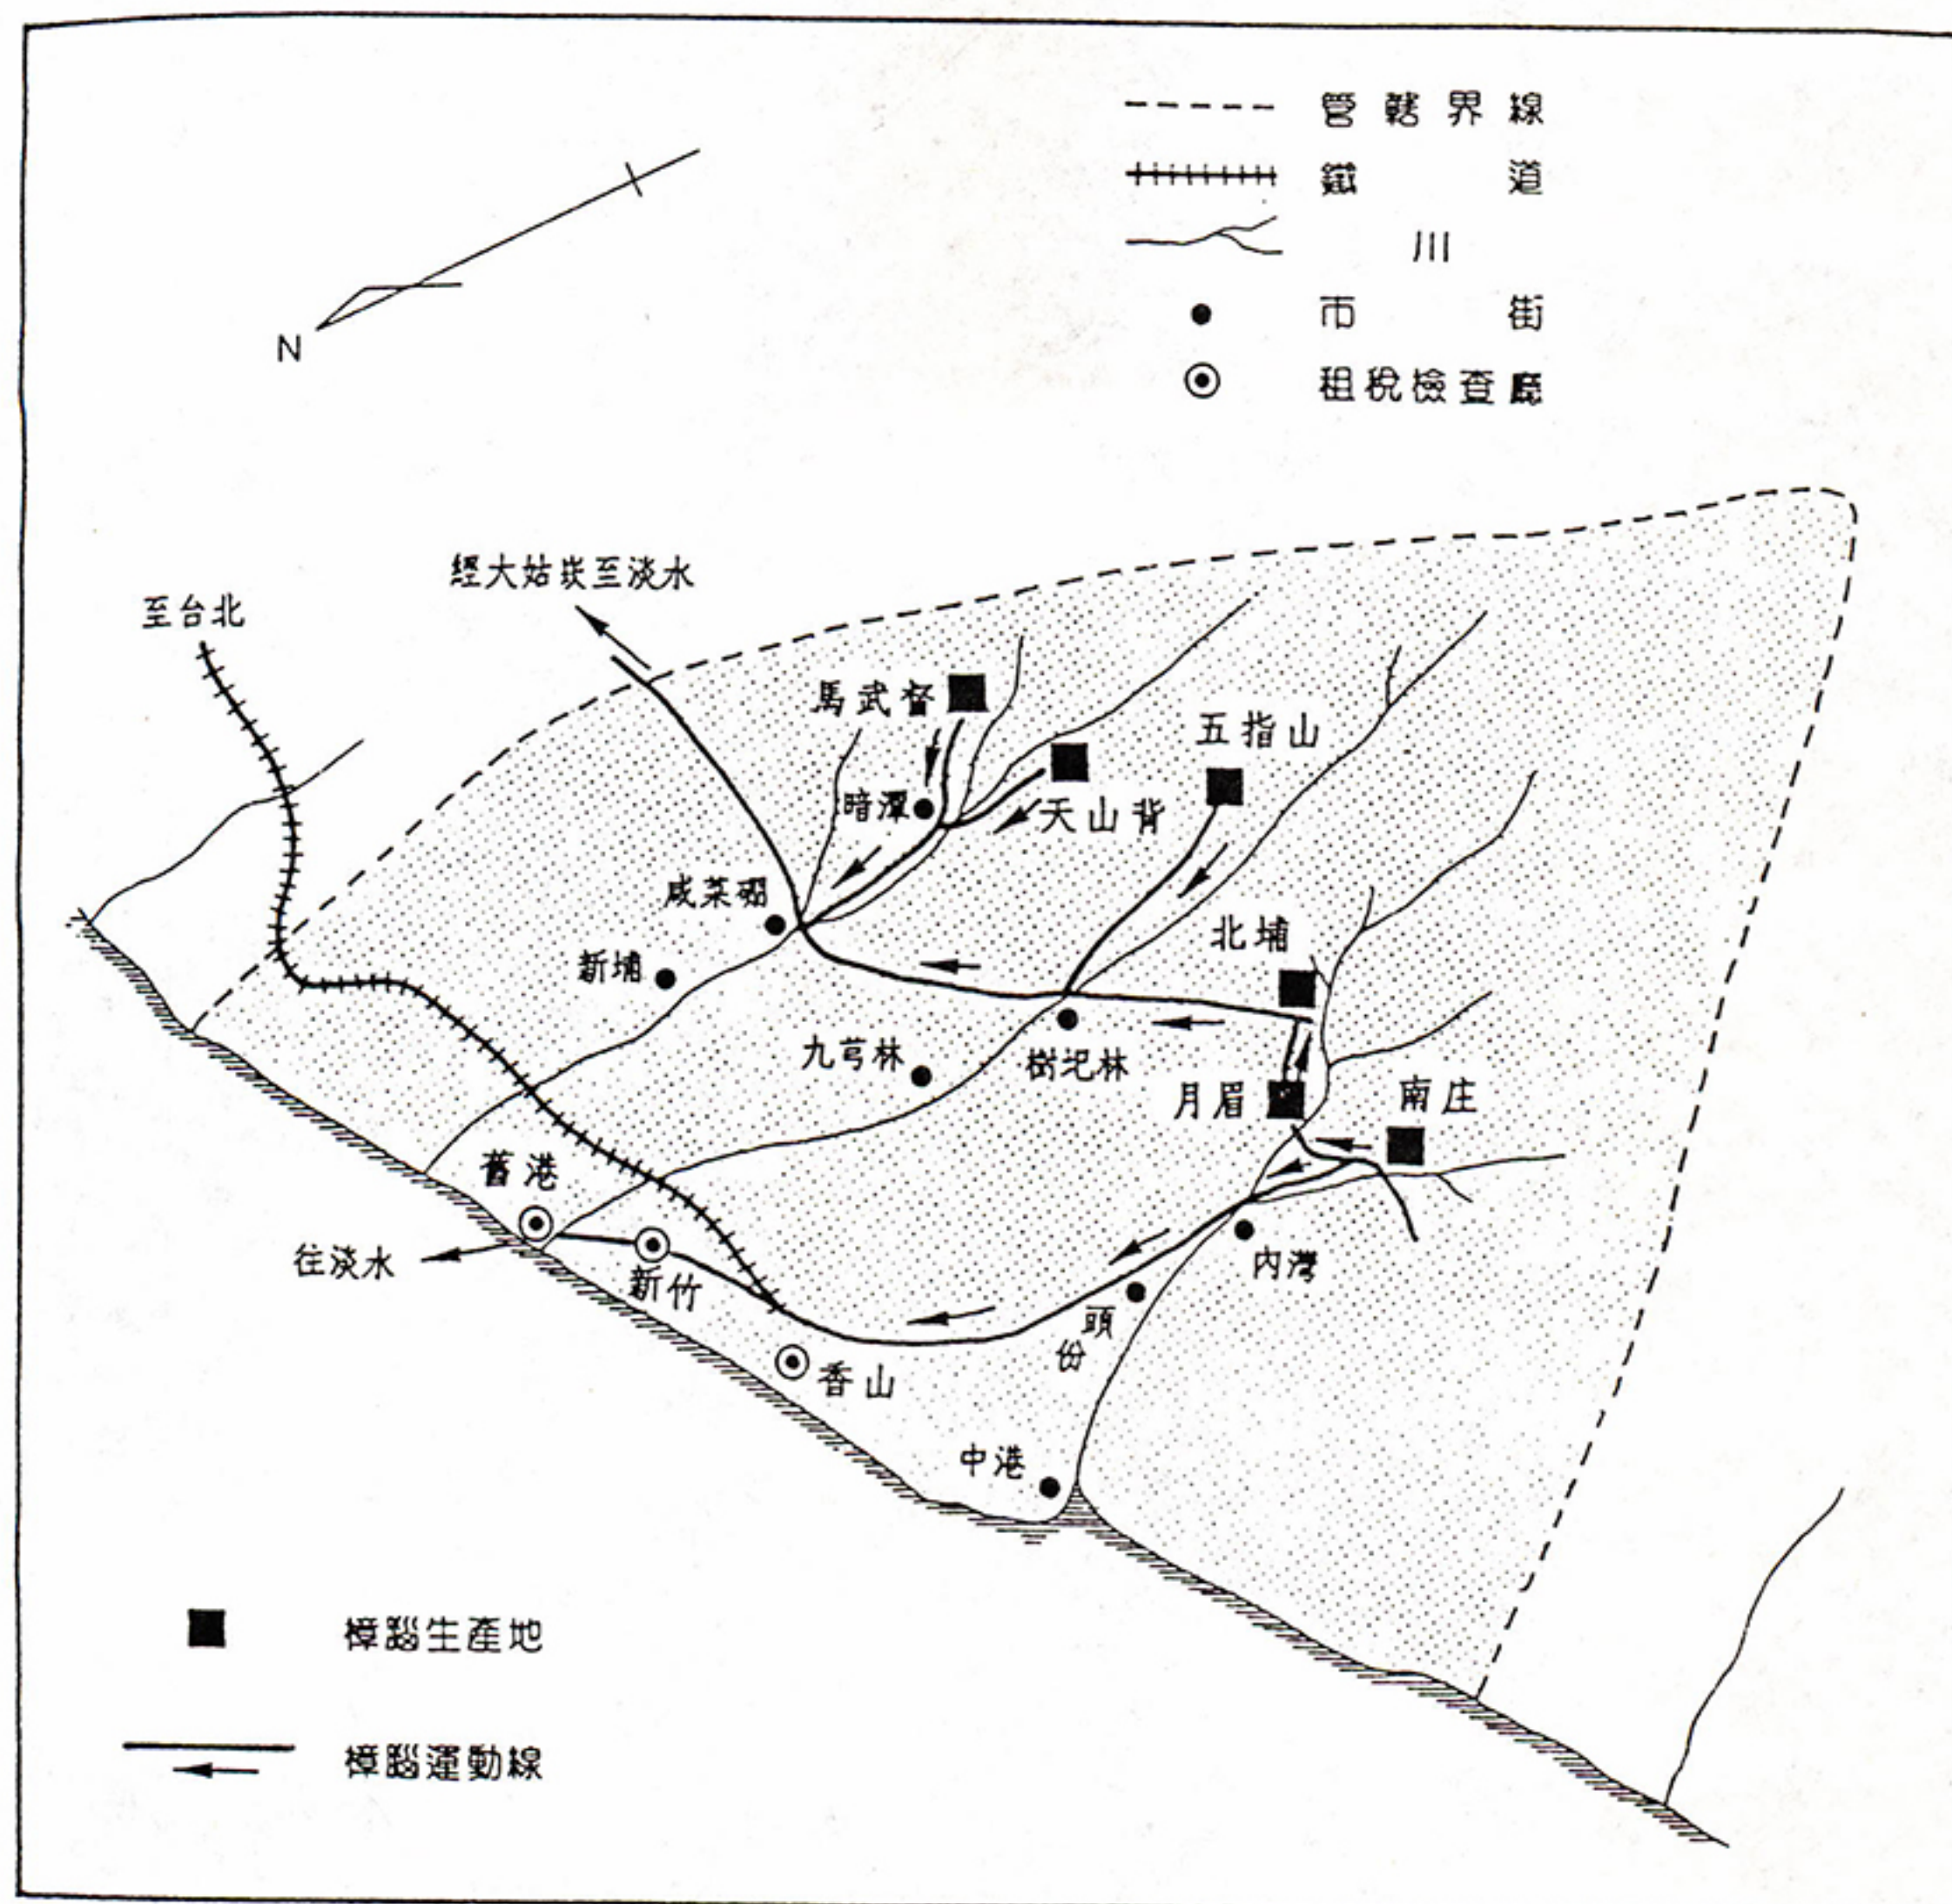 管轄界線
鐵道
川
市街
租稅檢查廳
N
經大姑崁至淡水
至台北
馬武督
五指山
暗潭
天山背
咸菜硼
北埔
新埔
九芎林
樹圯林
月眉
南庄
舊港
往淡水
新竹
內灣
頭份
香山
中港
樟腦生產地
樟腦運動線